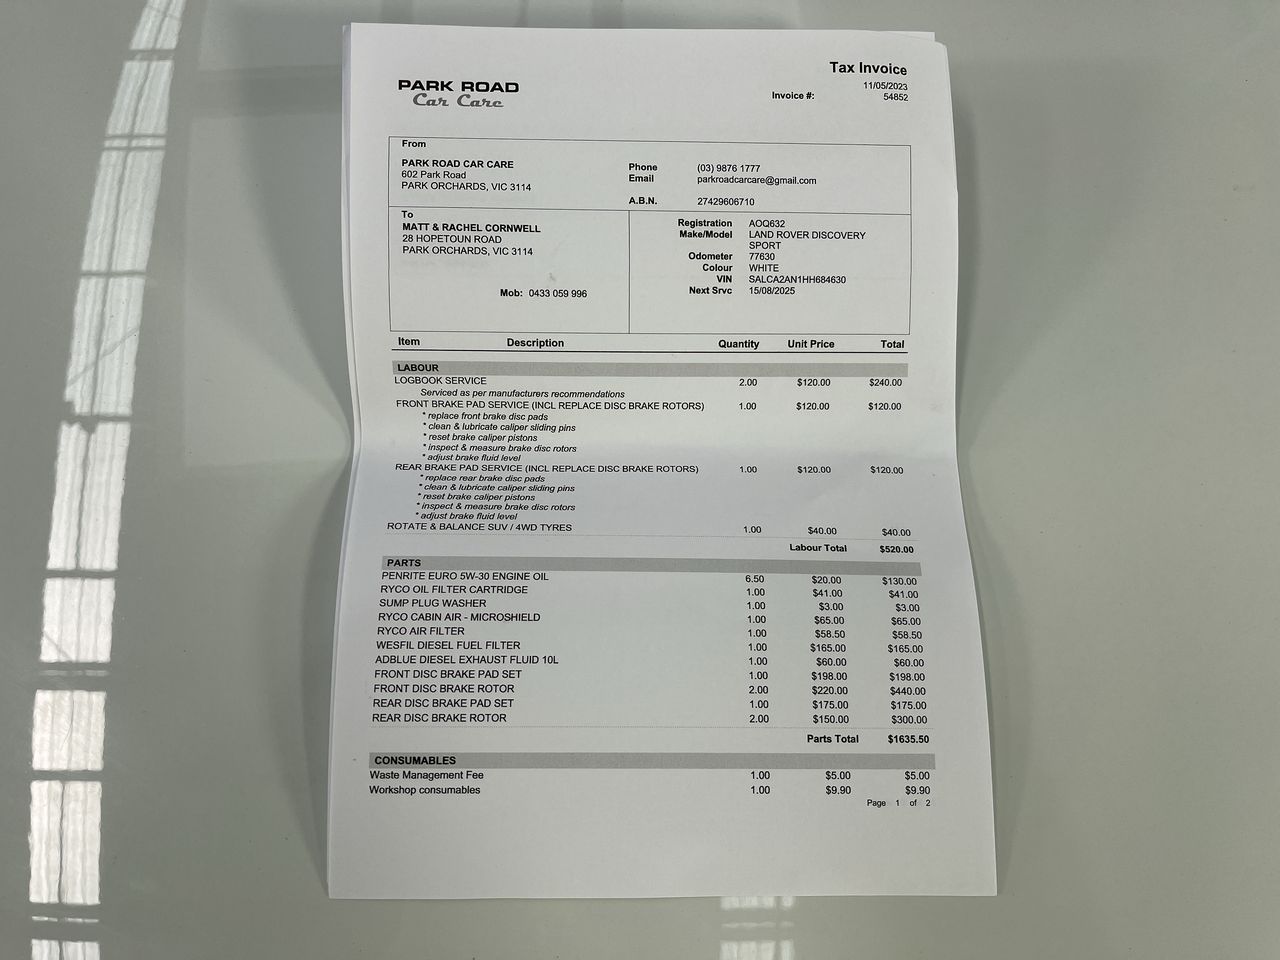 Tax Invoice
11/05/2023
Invoice #: 54852
PARK ROAD
Car Care
From
PARK ROAD CAR CARE
602 Park Road
PARK ORCHARDS, VIC 3114
Phone (03) 9876 1777
Email parkroadcarcare@gmail.com
A.B.N. 27429606710
To
MATT & RACHEL CORNWELL
28 HOPETOUN ROAD
PARK ORCHARDS, VIC 3114
Mob: 0433 059 996
Registration AOQ632
Make/Model LAND ROVER DISCOVERY
SPORT
Odometer 77630
Colour WHITE
VIN SALCA2AN1HH684630
Next Srvc 15/08/2025
Item Description Quantity Unit Price Total
LABOUR
LOGBOOK SERVICE 2.00 $120.00 $240.00
Serviced as per manufacturers recommendations
FRONT BRAKE PAD SERVICE (INCL REPLACE DISC BRAKE ROTORS) 1.00 $120.00 $120.00
* replace front brake disc pads
* clean & lubricate caliper sliding pins
* reset brake caliper pistons
* inspect & measure brake disc rotors
* adjust brake fluid level
REAR BRAKE PAD SERVICE (INCL REPLACE DISC BRAKE ROTORS) 1.00 $120.00 $120.00
* replace rear brake disc pads
* clean & lubricate caliper sliding pins
* reset brake caliper pistons
* inspect & measure brake disc rotors
* adjust brake fluid level
ROTATE & BALANCE SUV / 4WD TYRES 1.00 $40.00 $40.00
Labour Total $520.00
PARTS
PENRITE EURO 5W-30 ENGINE OIL 6.50 $20.00 $130.00
RYCO OIL FILTER CARTRIDGE 1.00 $41.00 $41.00
SUMP PLUG WASHER 1.00 $3.00 $3.00
RYCO CABIN AIR - MICROSHIELD 1.00 $65.00 $65.00
RYCO AIR FILTER 1.00 $58.50 $58.50
WESFIL DIESEL FUEL FILTER 1.00 $165.00 $165.00
ADBLUE DIESEL EXHAUST FLUID 10L 1.00 $60.00 $60.00
FRONT DISC BRAKE PAD SET 1.00 $198.00 $198.00
FRONT DISC BRAKE ROTOR 2.00 $220.00 $440.00
REAR DISC BRAKE PAD SET 1.00 $175.00 $175.00
REAR DISC BRAKE ROTOR 2.00 $150.00 $300.00
Parts Total $1635.50
CONSUMABLES
Waste Management Fee 1.00 $5.00 $5.00
Workshop consumables 1.00 $9.90 $9.90
Page 1 of 2